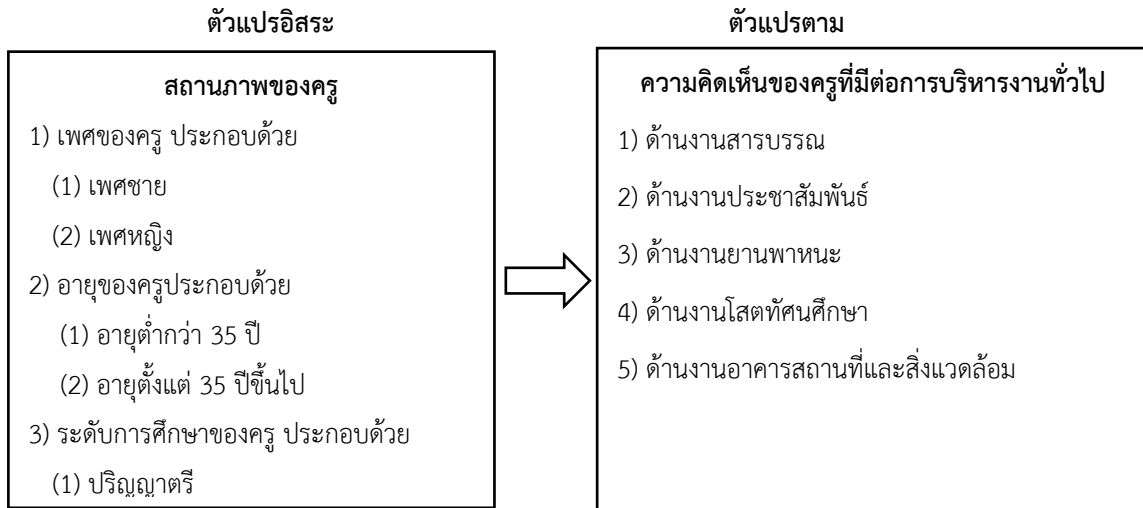 ตัวแปรอิสระ
สถานภาพของครู
1) เพศของครู ประกอบด้วย
(1) เพศชาย
(2) เพศหญิง
2) อายุของครูประกอบด้วย
(1) อายุต่ำกว่า 35 ปี
(2) อายุตั้งแต่ 35 ปีขึ้นไป
3) ระดับการศึกษาของครู ประกอบด้วย
(1) ปริญญาตรี
ตัวแปรตาม
ความคิดเห็นของครูที่มีต่อการบริหารงานทั่วไป
1) ด้านงานสารบรรณ
2) ด้านงานประชาสัมพันธ์
3) ด้านงานยานพาหนะ
4) ด้านงานโสตทัศนศึกษา
5) ด้านงานอาคารสถานที่และสิ่งแวดล้อม